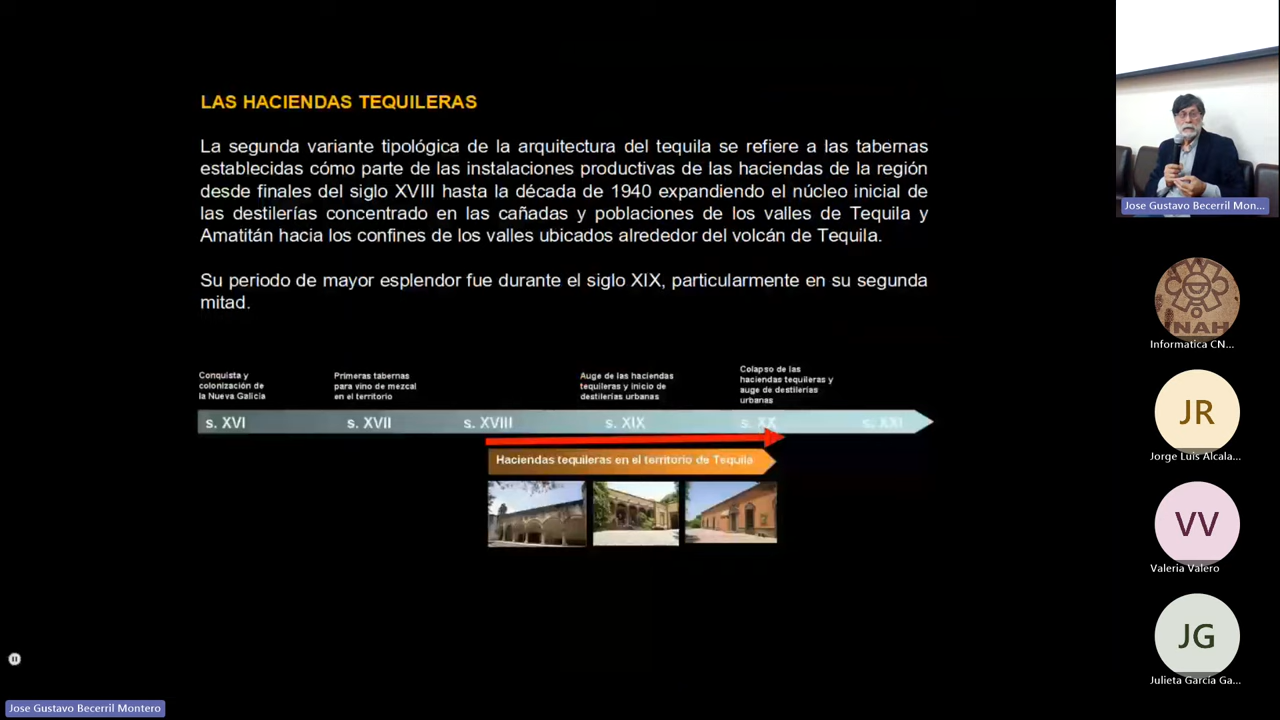 LAS HACIENDAS TEQUILERAS
La segunda variante tipológica de la arquitectura del tequila se refiere a las tabernas
establecidas cómo parte de las instalaciones productivas de las haciendas de la región
desde finales del siglo XVIII hasta la década de 1940 expandiendo el núcleo inicial de
las destilerías concentrado en las cañadas y poblaciones de los valles de Tequila y
Amatitán hacia los confines de los valles ubicados alrededor del volcán de Tequila.
Su periodo de mayor esplendor fue durante el siglo XIX, particularmente en su segunda
mitad.
Conquista y
colonización de
la Nueva Galicia
Primeras tabernas
para vino de mezcal
en el territorio
Auge de las haciendas
tequileras y inicio de
destilerías urbanas
Colapso de las
haciendas tequileras y
auge de destilerías
urbanas
s. XVI
s. XVII
s. XVIII
s. XIX
s. XX
s. XXI
Haciendas tequileras en el territorio de Tequila
Jose Gustavo Becerril Mon...
INAH
Informatica CN...
JR
Jorge Luis Alcala...
VV
Valeria Valero
JG
Julieta García Ga...
Jose Gustavo Becerril Montero